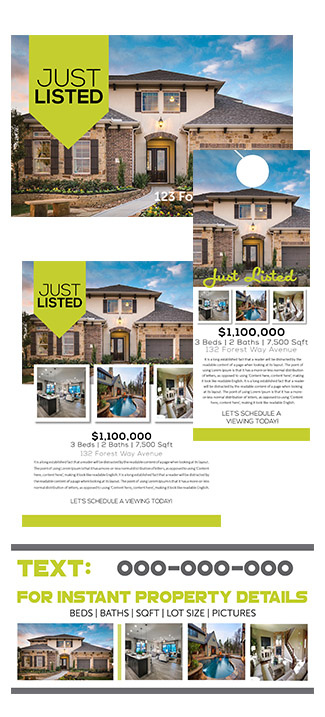 JUST
LISTED
123 Fo
Just Listed
$1,100,000
3 Beds | 2 Baths | 7,500 Sqft
132 Forest Way Avenue
It is a long established fact that a reader will be distracted by the
readable content of a page when looking at its layout. The point of
using Lorem Ipsum is that it has a more-or-less normal distribution
of letters, as opposed to using 'Content here, content here', making
it look like readable English. It is a long established fact that a reader
will be distracted by the readable content of a page when looking
at its layout. The point of using Lorem Ipsum is that it has a more-
or-less normal distribution of letters, as opposed to using 'Content
here, content here', making it look like readable English.
LET'S SCHEDULE A
VIEWING TODAY!
JUST
LISTED
$1,100,000
3 Beds | 2 Baths | 7,500 Sqft
132 Forest Way Avenue
It is a long established fact that a reader will be distracted by the readable content of a page when looking at its layout.
The point of using Lorem Ipsum is that it has a more-or-less normal distribution of letters, as opposed to using 'Content
here, content here', making it look like readable English. It is a long established fact that a reader will be distracted by
the readable content of a page when looking at its layout. The point of using Lorem Ipsum is that it has a more-or-less
normal distribution of letters, as opposed to using 'Content here, content here', making it look like readable English.
LET'S SCHEDULE A VIEWING TODAY!
TEXT: 000-000-000
FOR INSTANT PROPERTY DETAILS
BEDS | BATHS | SQFT | LOT SIZE | PICTURES